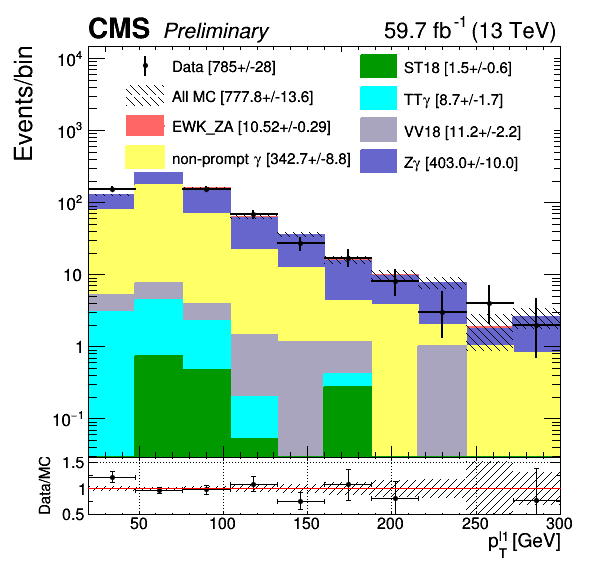 CMS Preliminary 59.7 fb⁻¹ (13 TeV)
Events/bin
Data [785+/-28]
All MC [777.8+/-13.6]
EWK_ZA [10.52+/-0.29]
non-prompt γ [342.7+/-8.8]
ST18 [1.5+/-0.6]
TTγ [8.7+/-1.7]
VV18 [11.2+/-2.2]
Zγ [403.0+/-10.0]
10⁴
10³
10²
10
1
10⁻¹
Data/MC
1.5
1
0.5
50 100 150 200 250 300
p_T^{l1} [GeV]